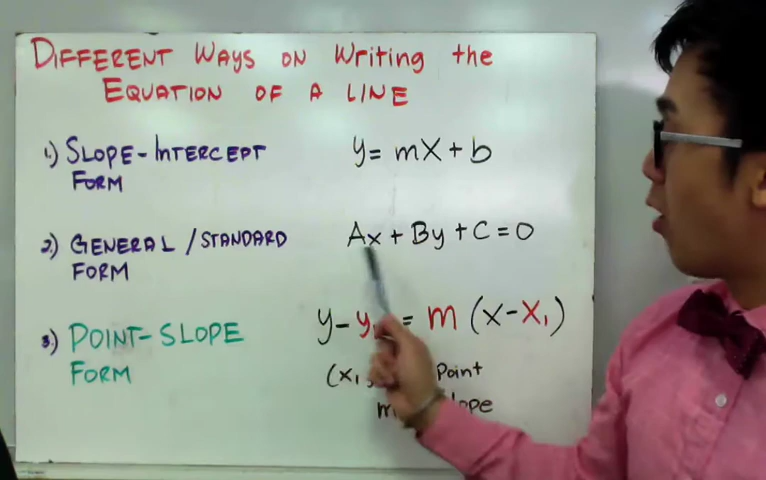 DIFFERENT WAYS ON Writing the
EQUATION OF A LINE
1.) SLOPE-INTERCEPT
FORM
y = mx + b
2.) GENERAL/STANDARD
FORM
Ax + By + C = 0
3.) POINT-SLOPE
FORM
y - y = m (x - x₁)
(x₁ Point
m